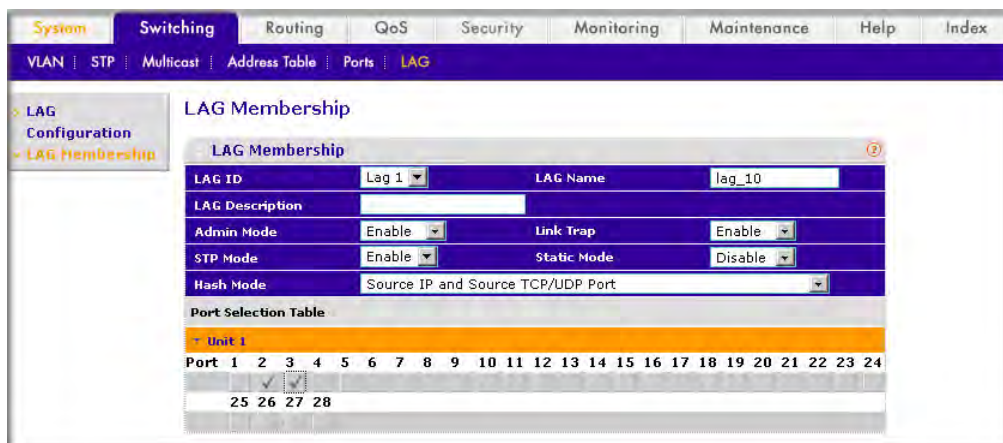 System Switching Routing QoS Security Monitoring Maintenance Help Index
VLAN STP Multicast Address Table Ports LAG
LAG
Configuration
LAG Membership
LAG Membership
LAG Membership ?
LAG ID Lag 1 LAG Name lag_10
LAG Description
Admin Mode Enable Link Trap Enable
STP Mode Enable Static Mode Disable
Hash Mode Source IP and Source TCP/UDP Port
Port Selection Table
Unit 1
Port 1 2 3 4 5 6 7 8 9 10 11 12 13 14 15 16 17 18 19 20 21 22 23 24
25 26 27 28